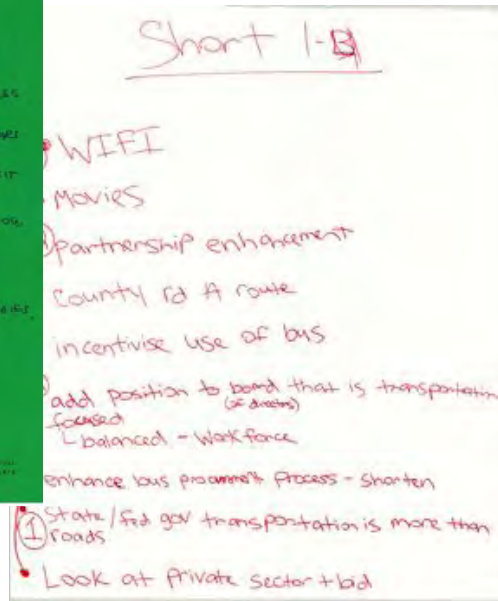 Short 1-B
WIFI
Movies
partnership enhancement
County rd A route
incentivise use of bus
add position to board that is transportation
(of directors)
focused
balanced - Workforce
enhance bus process - Shorten
1 State/fed gov transportation is more than
roads
Look at private sector + bid